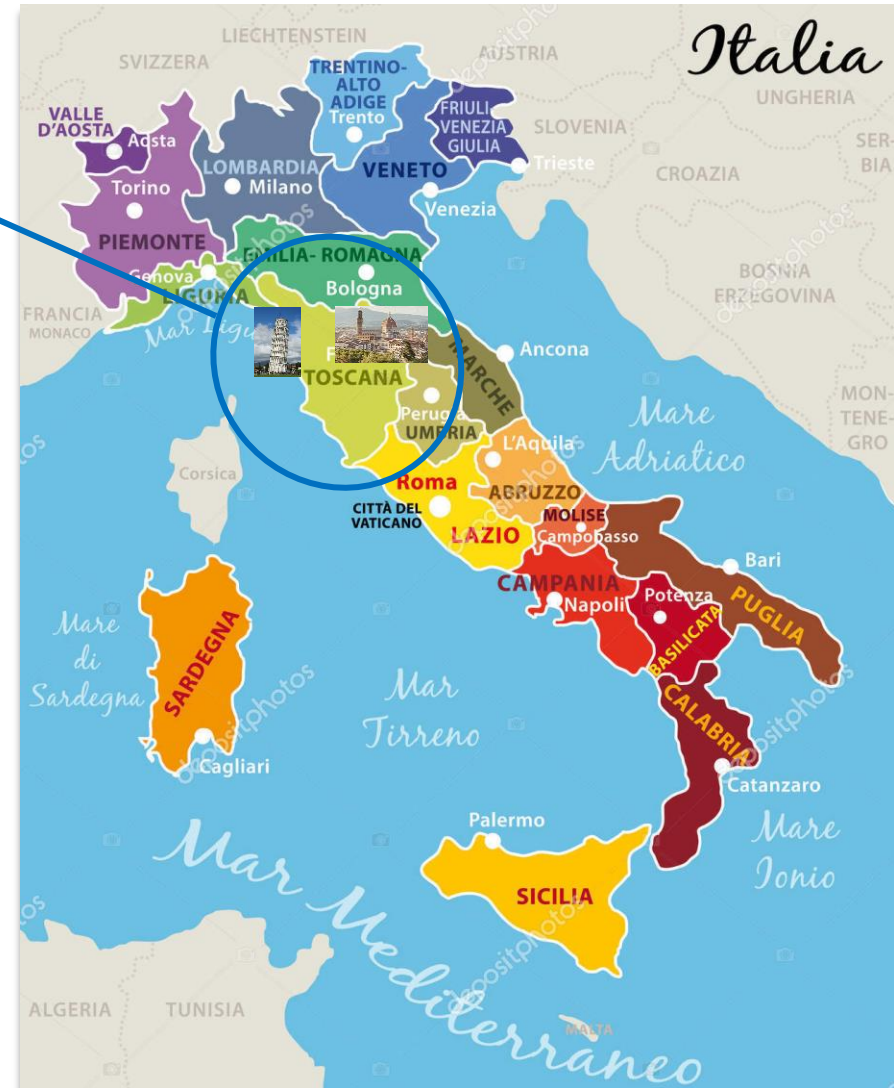 Italia
LIECHTENSTEIN
SVIZZERA
AUSTRIA
UNGHERIA
TRENTINO-
ALTO
ADIGE
Trento
FRIULI
VENEZIA
GIULIA
SLOVENIA
SER-
BIA
VALLE
D'AOSTA
Aosta
LOMBARDIA
Milano
VENETO
Trieste
CROAZIA
Torino
Venezia
PIEMONTE
EMILIA-ROMAGNA
Genova
Bologna
BOSNIA
ERZEGOVINA
LIGURIA
FRANCIA
MONACO
Mar Ligu
F
TOSCANA
MARCHE
Ancona
MON-
TENE-
GRO
Perugia
UMBRIA
Mare
Adriatico
Corsica
L'Aquila
Roma
ABRUZZO
CITTÀ DEL
VATICANO
LAZIO
MOLISE
Campobasso
Bari
CAMPANIA
Napoli
Potenza
PUGLIA
BASILICATA
Mare
di
Sardegna
SARDEGNA
Mar
Tirreno
CALABRIA
Cagliari
Catanzaro
Palermo
Mare
Ionio
SICILIA
Mar Mediterraneo
ALGERIA
TUNISIA
MALTA
depositphotos